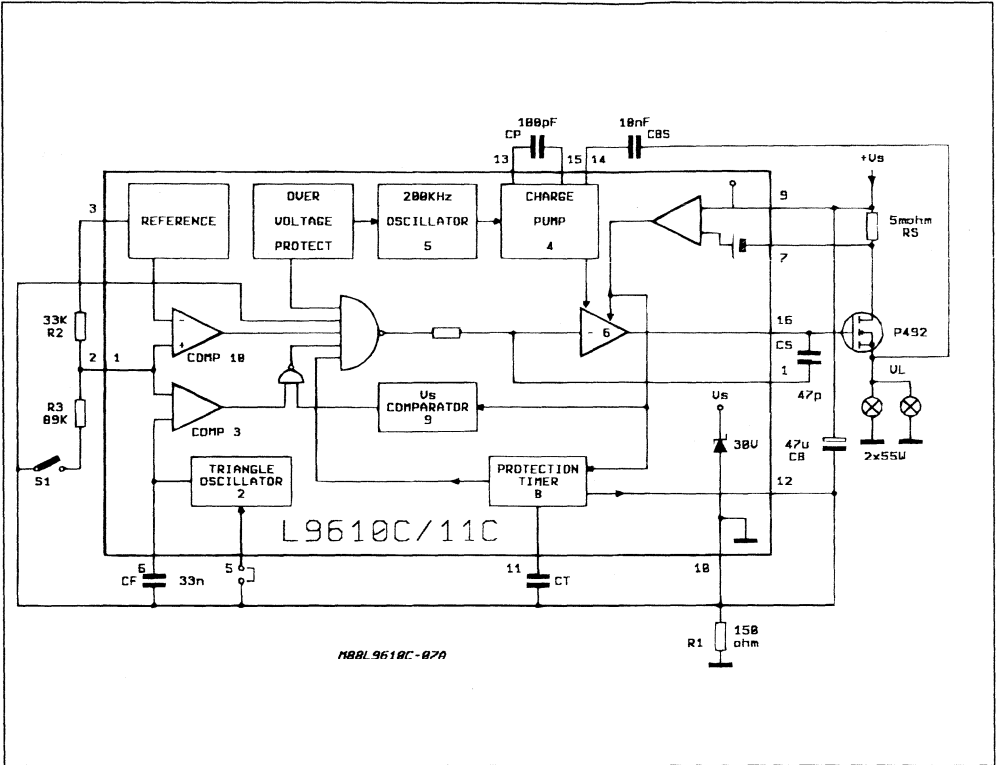 100pF
CP
10nF
CBS
13
15
14
+Vs
3
REFERENCE
OVER
VOLTAGE
PROTECT
200KHz
OSCILLATOR
5
CHARGE
PUMP
4
9
5mohm
RS
7
33K
R2
-
+
COMP 10
- 6
16
P492
CS
2
1
1
47p
VL
R3
89K
COMP 3
Vs
COMPARATOR
9
Vs
30V
47u
CB
2x55W
S1
TRIANGLE
OSCILLATOR
2
PROTECTION
TIMER
8
12
L9610C/11C
6
CF
33n
5
11
CT
10
R1
150
ohm
M88L9610C-07A